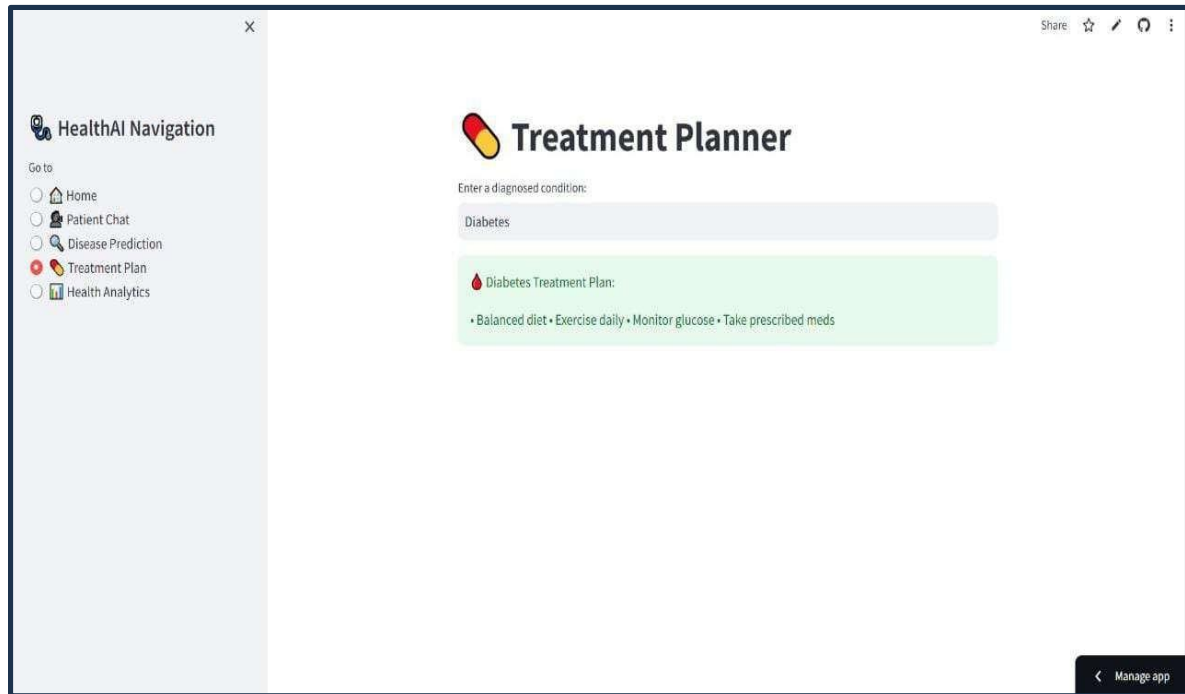 X
Share
HealthAI Navigation
Go to
Home
Patient Chat
Disease Prediction
Treatment Plan
Health Analytics
Treatment Planner
Enter a diagnosed condition:
Diabetes
Diabetes Treatment Plan:
• Balanced diet • Exercise daily • Monitor glucose • Take prescribed meds
Manage app